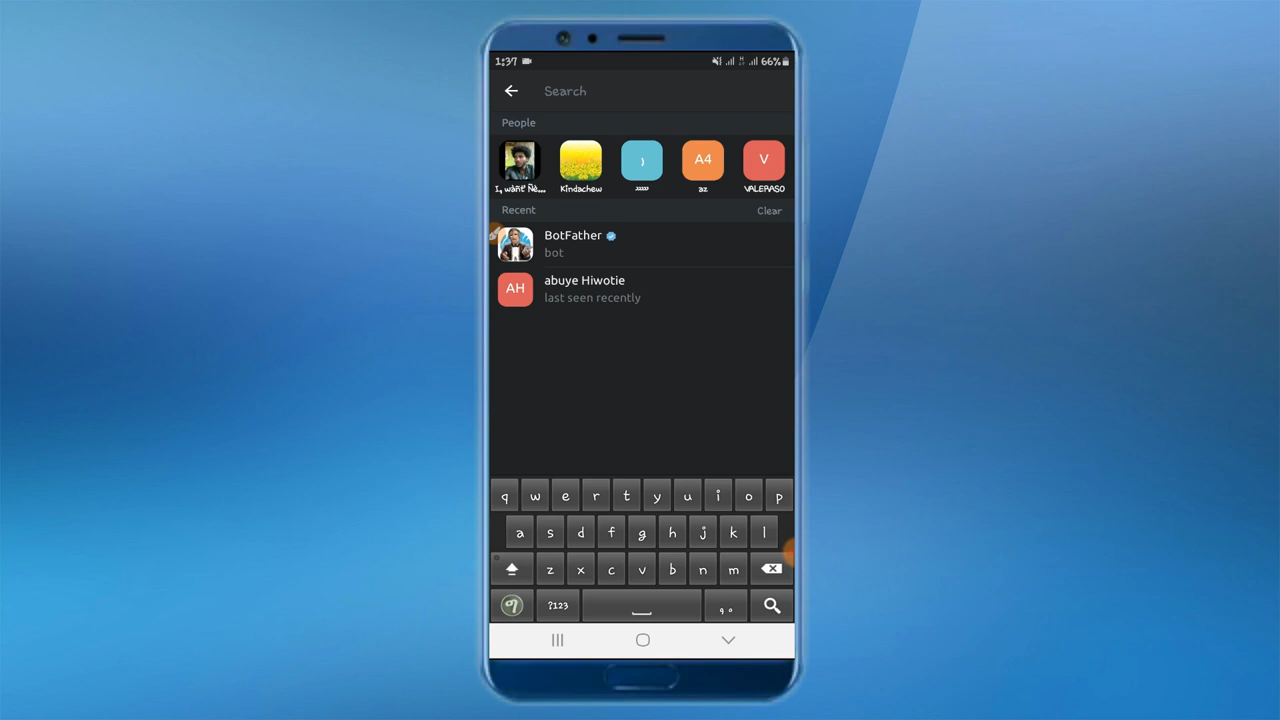 1:37 66%
Search
People
A4 V
Kindachew az VALERASO
Recent Clear
BotFather
bot
AH abuye Hiwotie
last seen recently
q w e r t y u i o p
a s d f g h j k l
z x c v b n m
?123